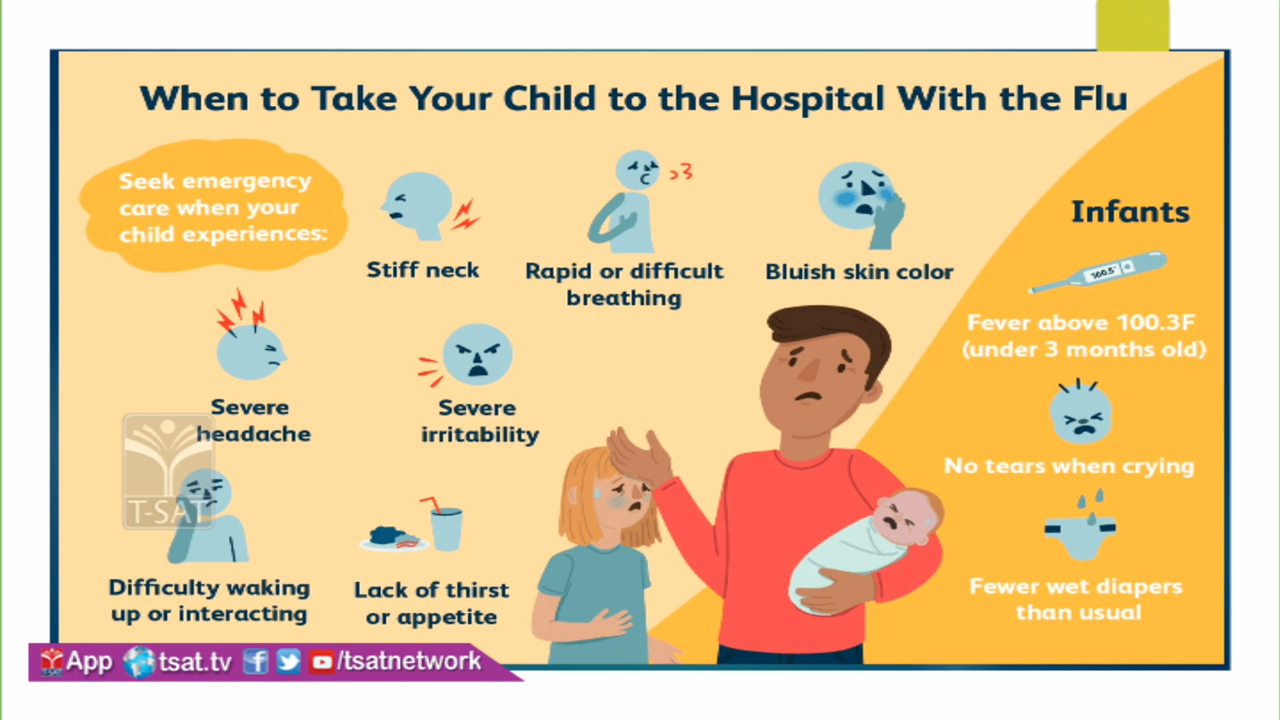 When to Take Your Child to the Hospital With the Flu
Seek emergency
care when your
child experiences:
Stiff neck
Rapid or difficult
breathing
Bluish skin color
Severe
headache
Severe
irritability
Difficulty waking
up or interacting
Lack of thirst
or appetite
Infants
100.5°
Fever above 100.3F
(under 3 months old)
No tears when crying
Fewer wet diapers
than usual
T-SAT
App tsat.tv /tsatnetwork